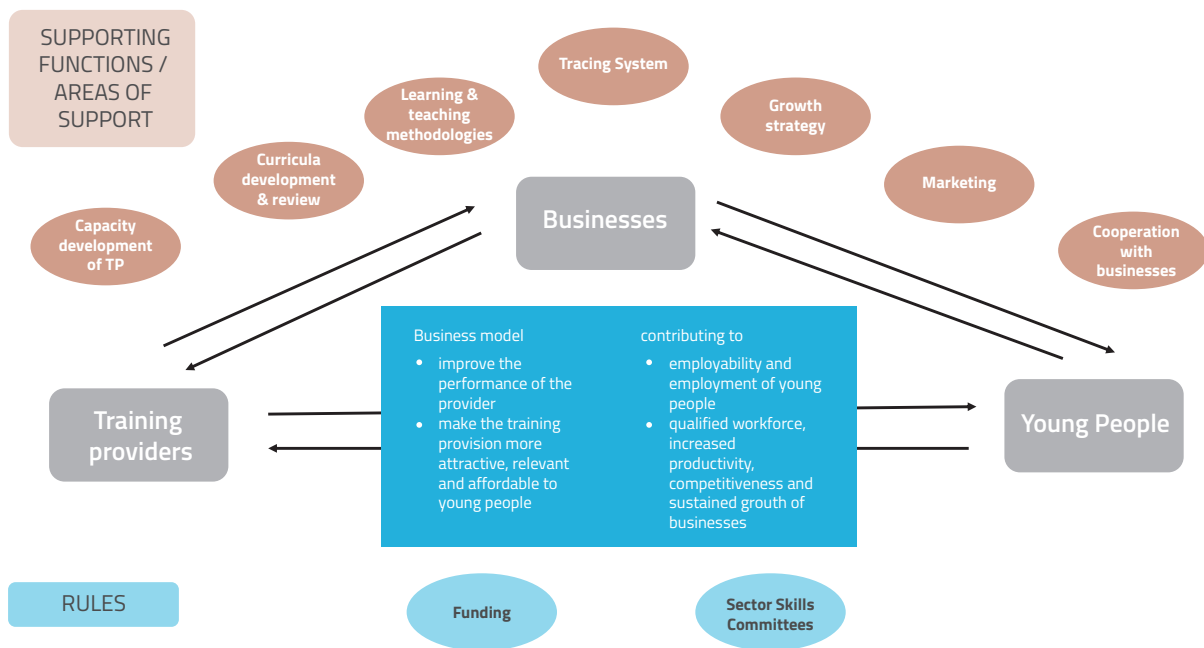 SUPPORTING
FUNCTIONS /
AREAS OF
SUPPORT
Tracing System
Learning &
teaching
methodologies
Growth
strategy
Curricula
development
& review
Marketing
Capacity
development
of TP
Businesses
Cooperation
with
businesses
Business model
• improve the
performance of the
provider
• make the training
provision more
attractive, relevant
and affordable to
young people
contributing to
• employability and
employment of young
people
• qualified workforce,
increased
productivity,
competitiveness and
sustained grouth of
businesses
Training
providers
Young People
RULES
Funding
Sector Skills
Committees